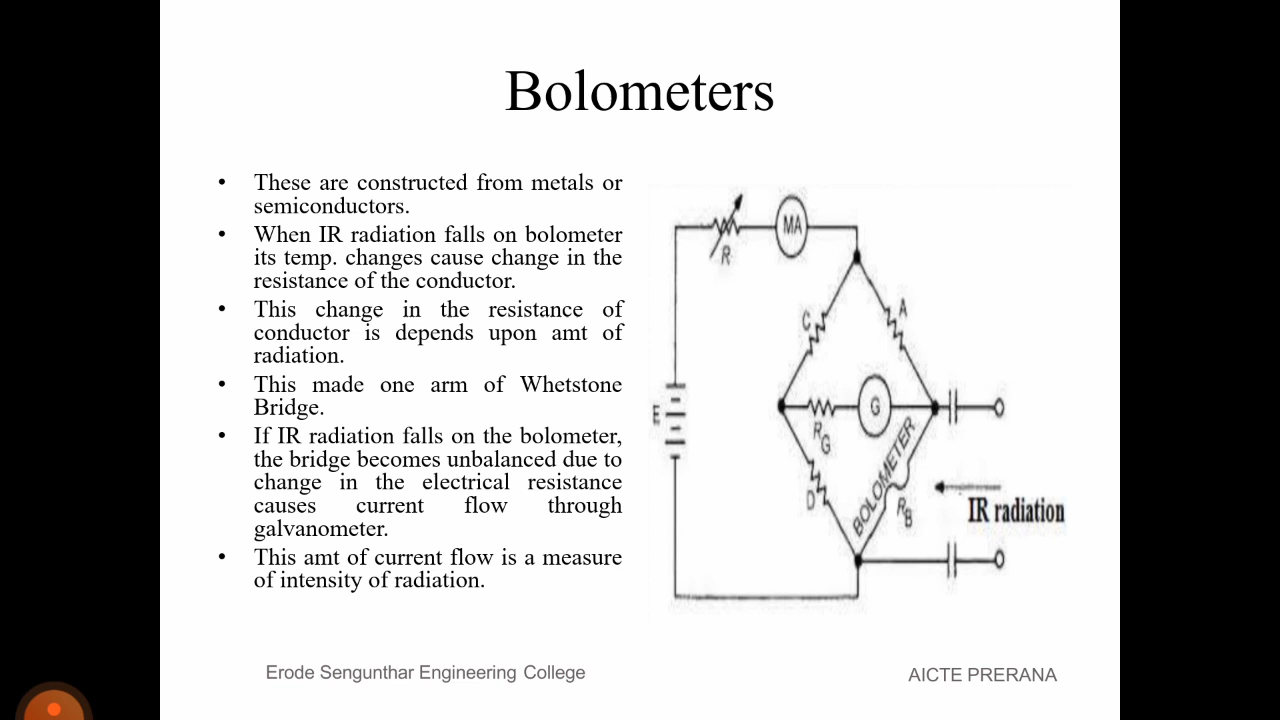 Bolometers
• These are constructed from metals or
semiconductors.
• When IR radiation falls on bolometer
its temp. changes cause change in the
resistance of the conductor.
• This change in the resistance of
conductor is depends upon amt of
radiation.
• This made one arm of Whetstone
Bridge.
• If IR radiation falls on the bolometer,
the bridge becomes unbalanced due to
change in the electrical resistance
causes current flow through
galvanometer.
• This amt of current flow is a measure
of intensity of radiation.
R
MA
C
A
E
RG
G
D
BOLOMETER
RB
IR radiation
Erode Sengunthar Engineering College
AICTE PRERANA